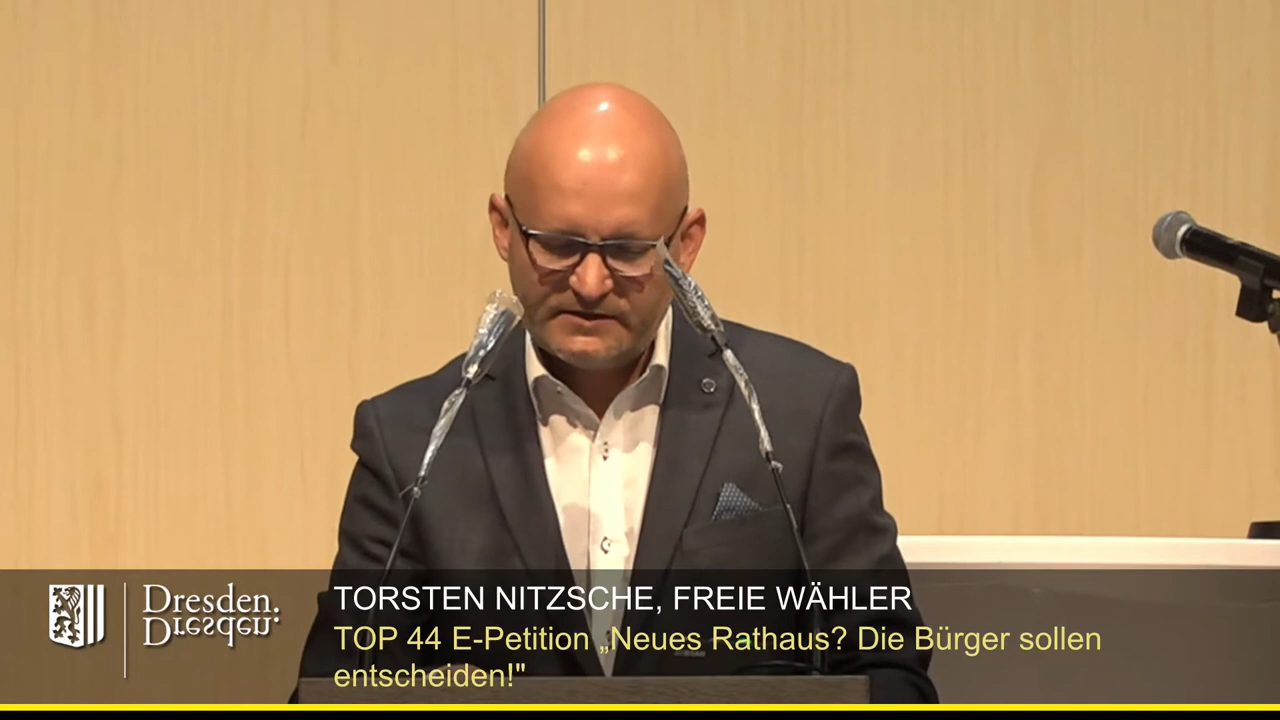 Dresden.
Dresden.
TORSTEN NITZSCHE, FREIE WÄHLER
TOP 44 E-Petition „Neues Rathaus? Die Bürger sollen
entscheiden!"